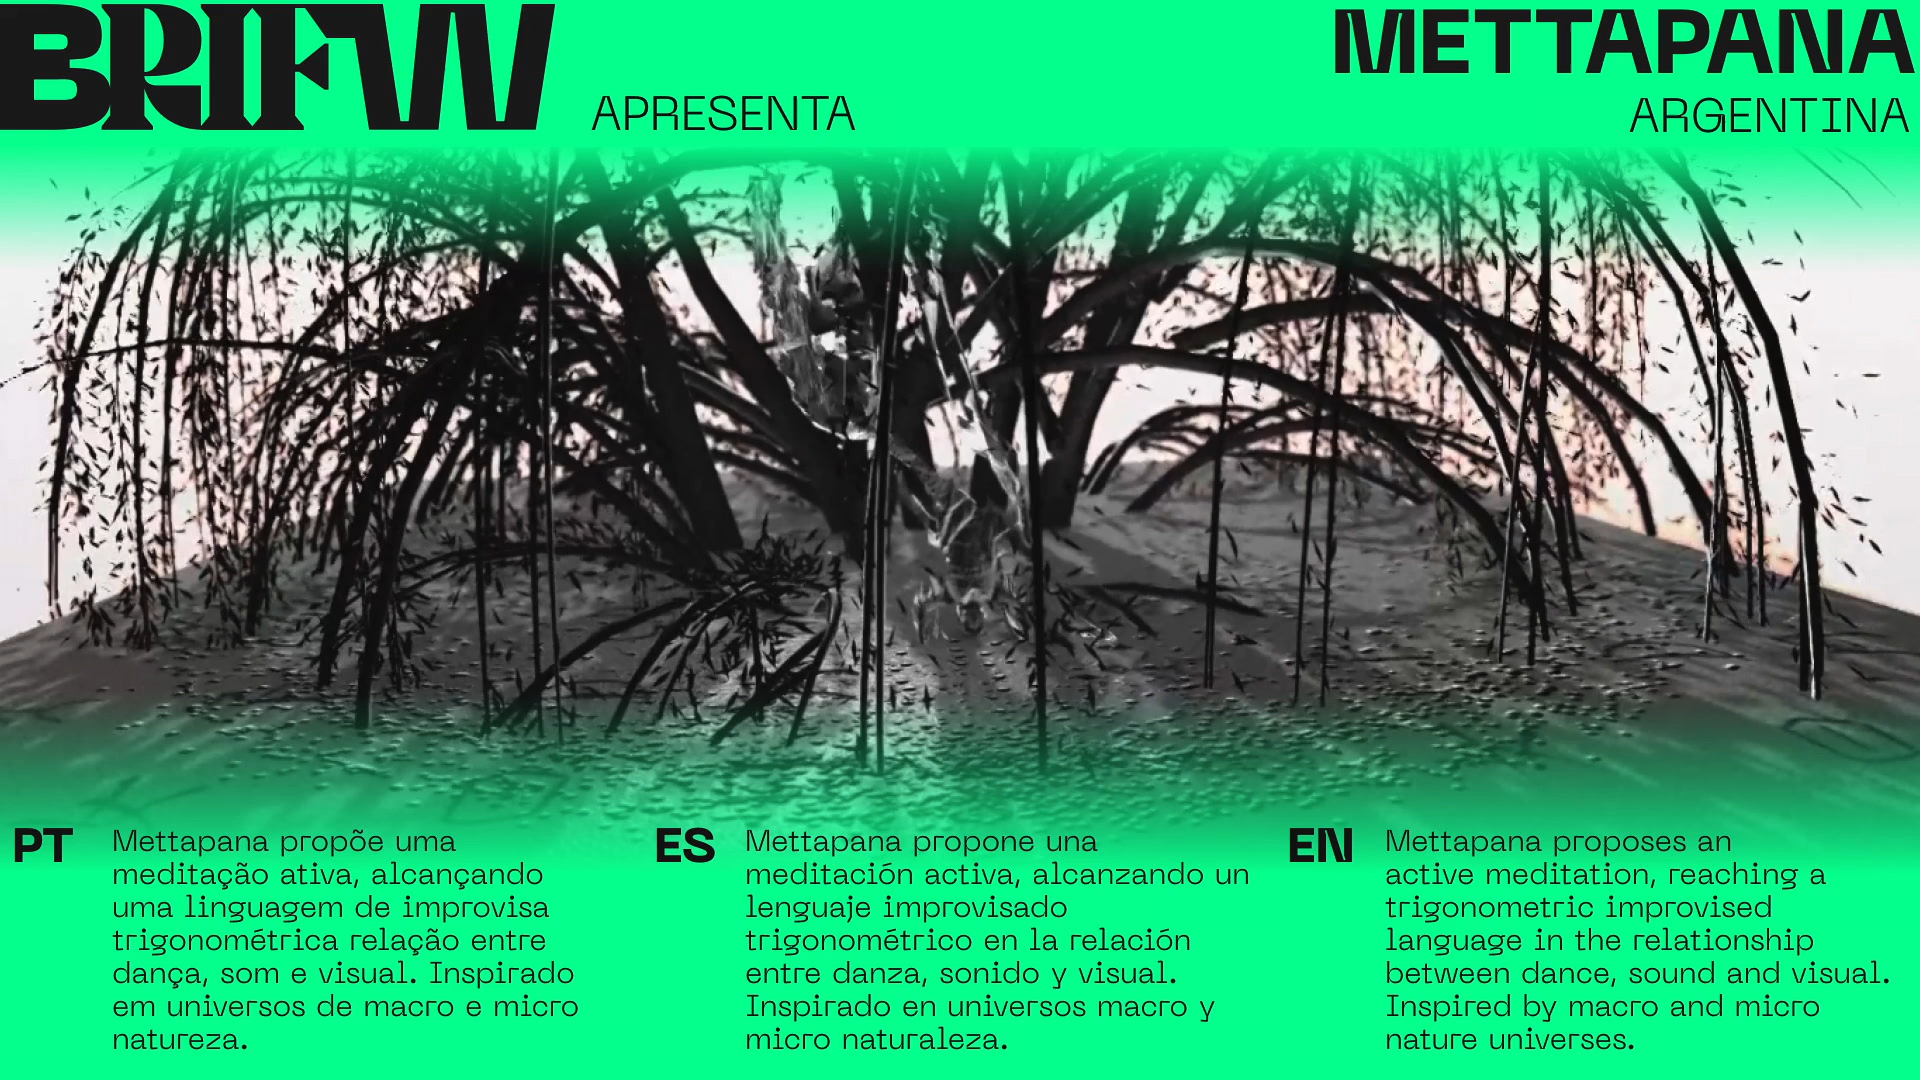 BRIFW
APRESENTA
METTAPANA
ARGENTINA
PT
Mettapana propõe uma
meditação ativa, alcançando
uma linguagem de improvisa
trigonométrica relação entre
dança, som e visual. Inspirado
em universos de macro e micro
natureza.
ES
Mettapana propone una
meditación activa, alcanzando un
lenguaje improvisado
trigonométrico en la relación
entre danza, sonido y visual.
Inspirado en universos macro y
micro naturaleza.
EN
Mettapana proposes an
active meditation, reaching a
trigonometric improvised
language in the relationship
between dance, sound and visual.
Inspired by macro and micro
nature universes.